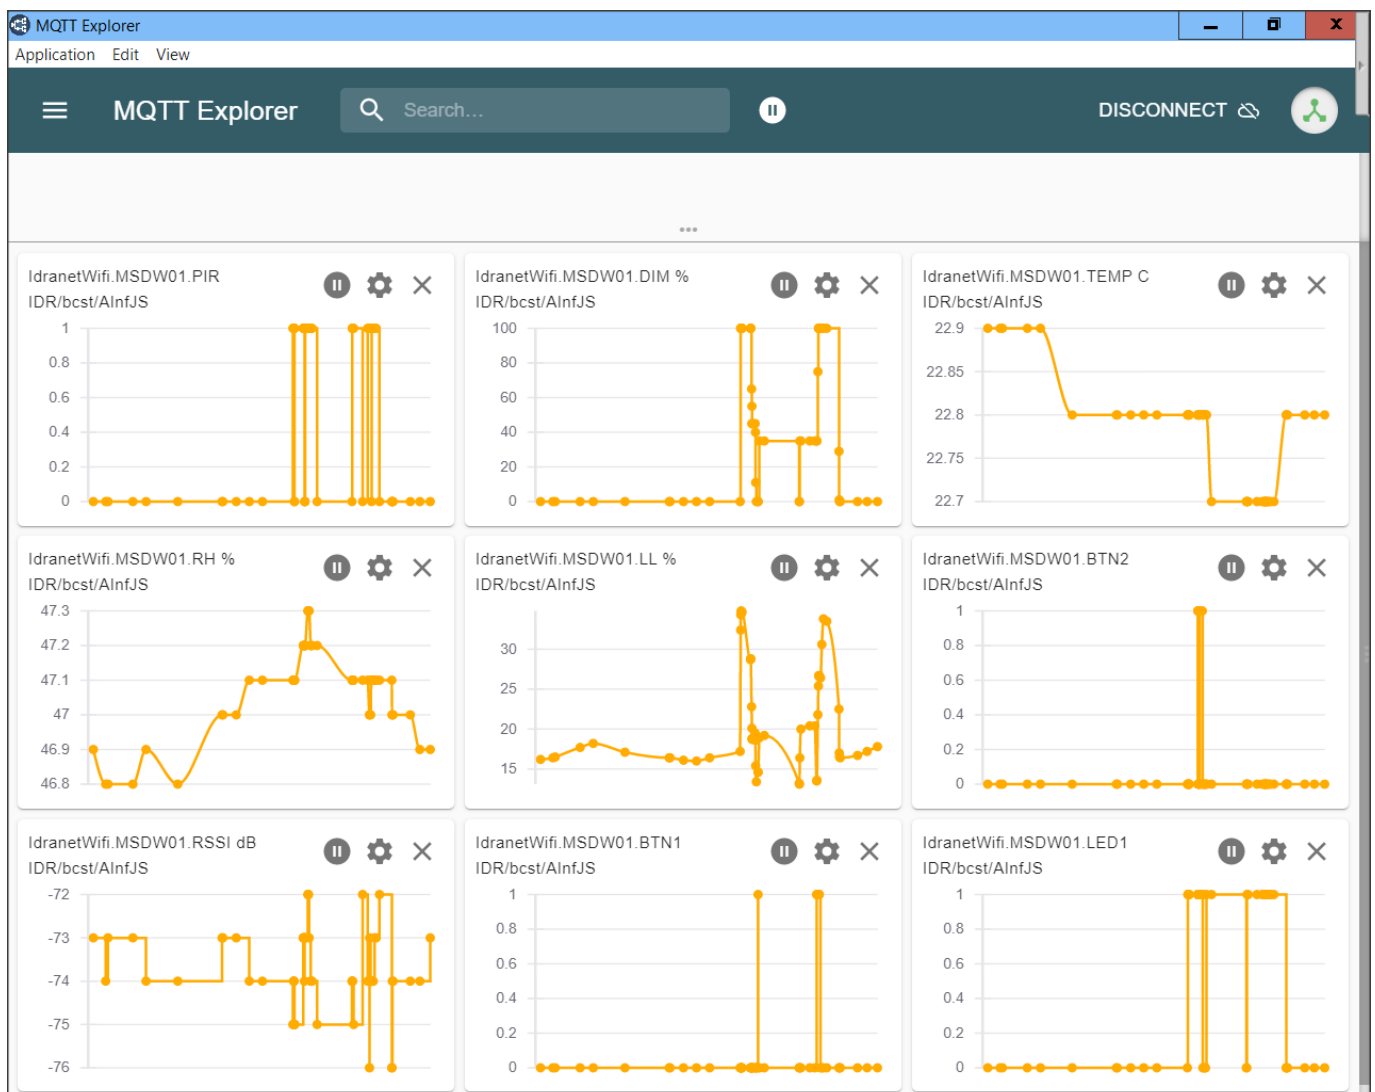 MQTT Explorer
Application Edit View
MQTT Explorer Search... DISCONNECT
IdranetWifi.MSDW01.PIR
IDR/bcst/AInfJS
1
0.8
0.6
0.4
0.2
0
IdranetWifi.MSDW01.DIM %
IDR/bcst/AInfJS
100
80
60
40
20
0
IdranetWifi.MSDW01.TEMP C
IDR/bcst/AInfJS
22.9
22.85
22.8
22.75
22.7
IdranetWifi.MSDW01.RH %
IDR/bcst/AInfJS
47.3
47.2
47.1
47
46.9
46.8
IdranetWifi.MSDW01.LL %
IDR/bcst/AInfJS
30
25
20
15
IdranetWifi.MSDW01.BTN2
IDR/bcst/AInfJS
1
0.8
0.6
0.4
0.2
0
IdranetWifi.MSDW01.RSSI dB
IDR/bcst/AInfJS
-72
-73
-74
-75
-76
IdranetWifi.MSDW01.BTN1
IDR/bcst/AInfJS
1
0.8
0.6
0.4
0.2
0
IdranetWifi.MSDW01.LED1
IDR/bcst/AInfJS
1
0.8
0.6
0.4
0.2
0